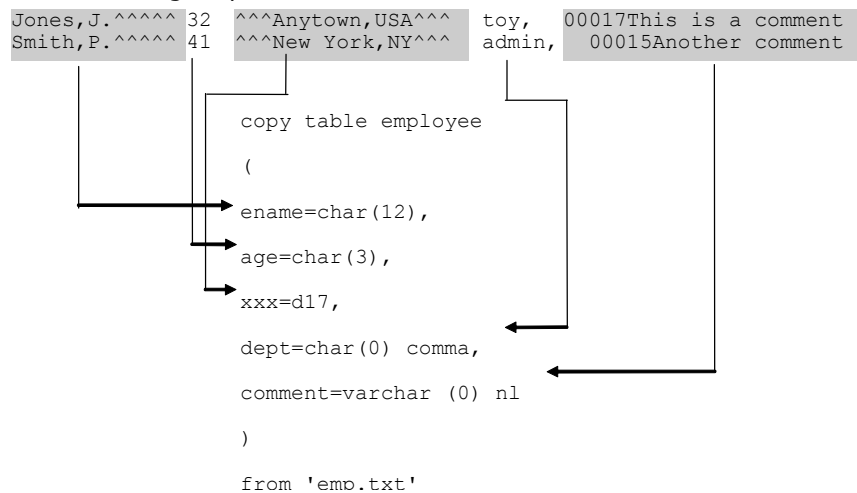 Jones,J.^^^^^ 32 ^^^Anytown,USA^^^ toy, 00017This is a comment
Smith,P.^^^^^ 41 ^^^New York,NY^^^ admin, 00015Another comment
copy table employee
(
ename=char(12),
age=char(3),
xxx=d17,
dept=char(0) comma,
comment=varchar (0) nl
)
from 'emp.txt'